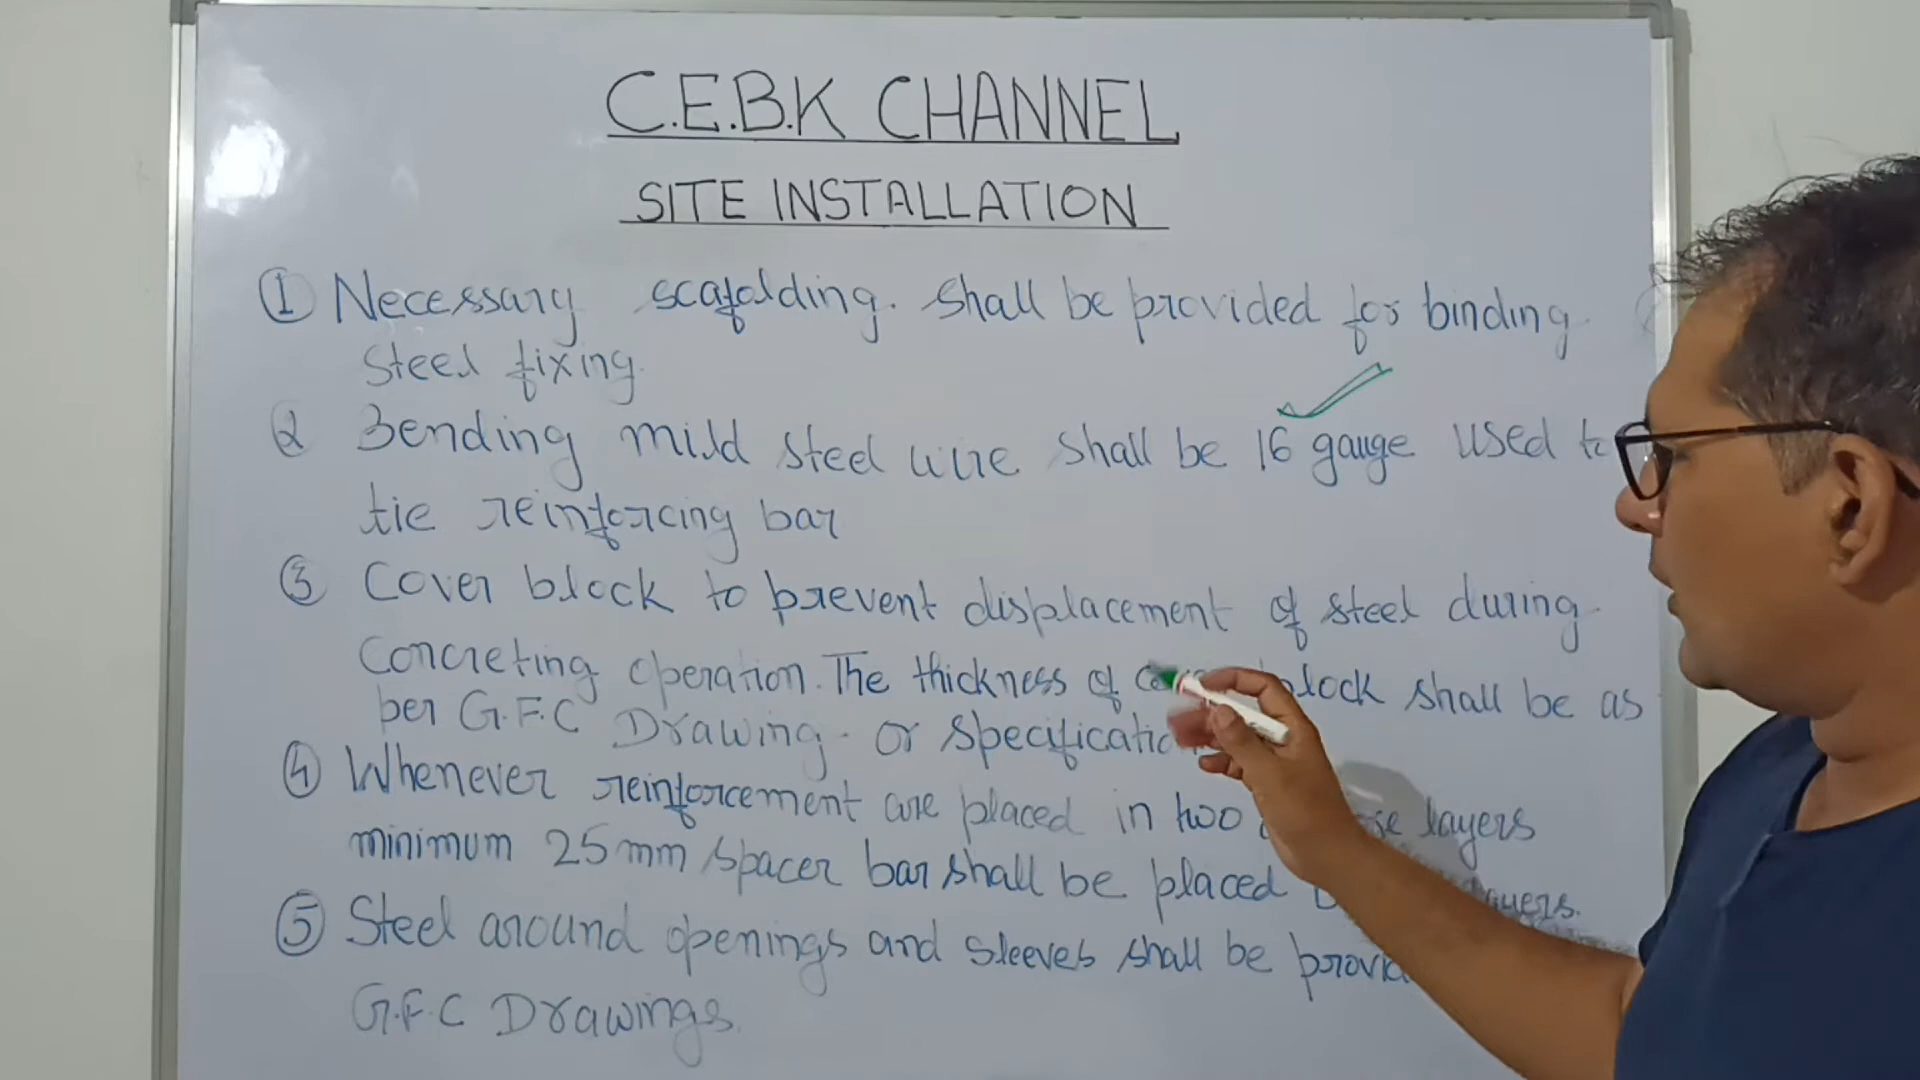 C.E.B.K CHANNEL
SITE INSTALLATION
① Necessary scafolding. Shall be provided for binding
Steel fixing.
② Bending mild steel wire shall be 16 gauge used to
tie reinforcing bar
③ Cover block to prevent displacement of steel during
Concreting operation. The thickness of block shall be as
per G.F.C Drawing. or specification
④ Whenever reinforcement are placed in two layers
minimum 25mm spacer bar shall be placed layers.
⑤ Steel around openings and sleeves shall be
G.F.C Drawings.